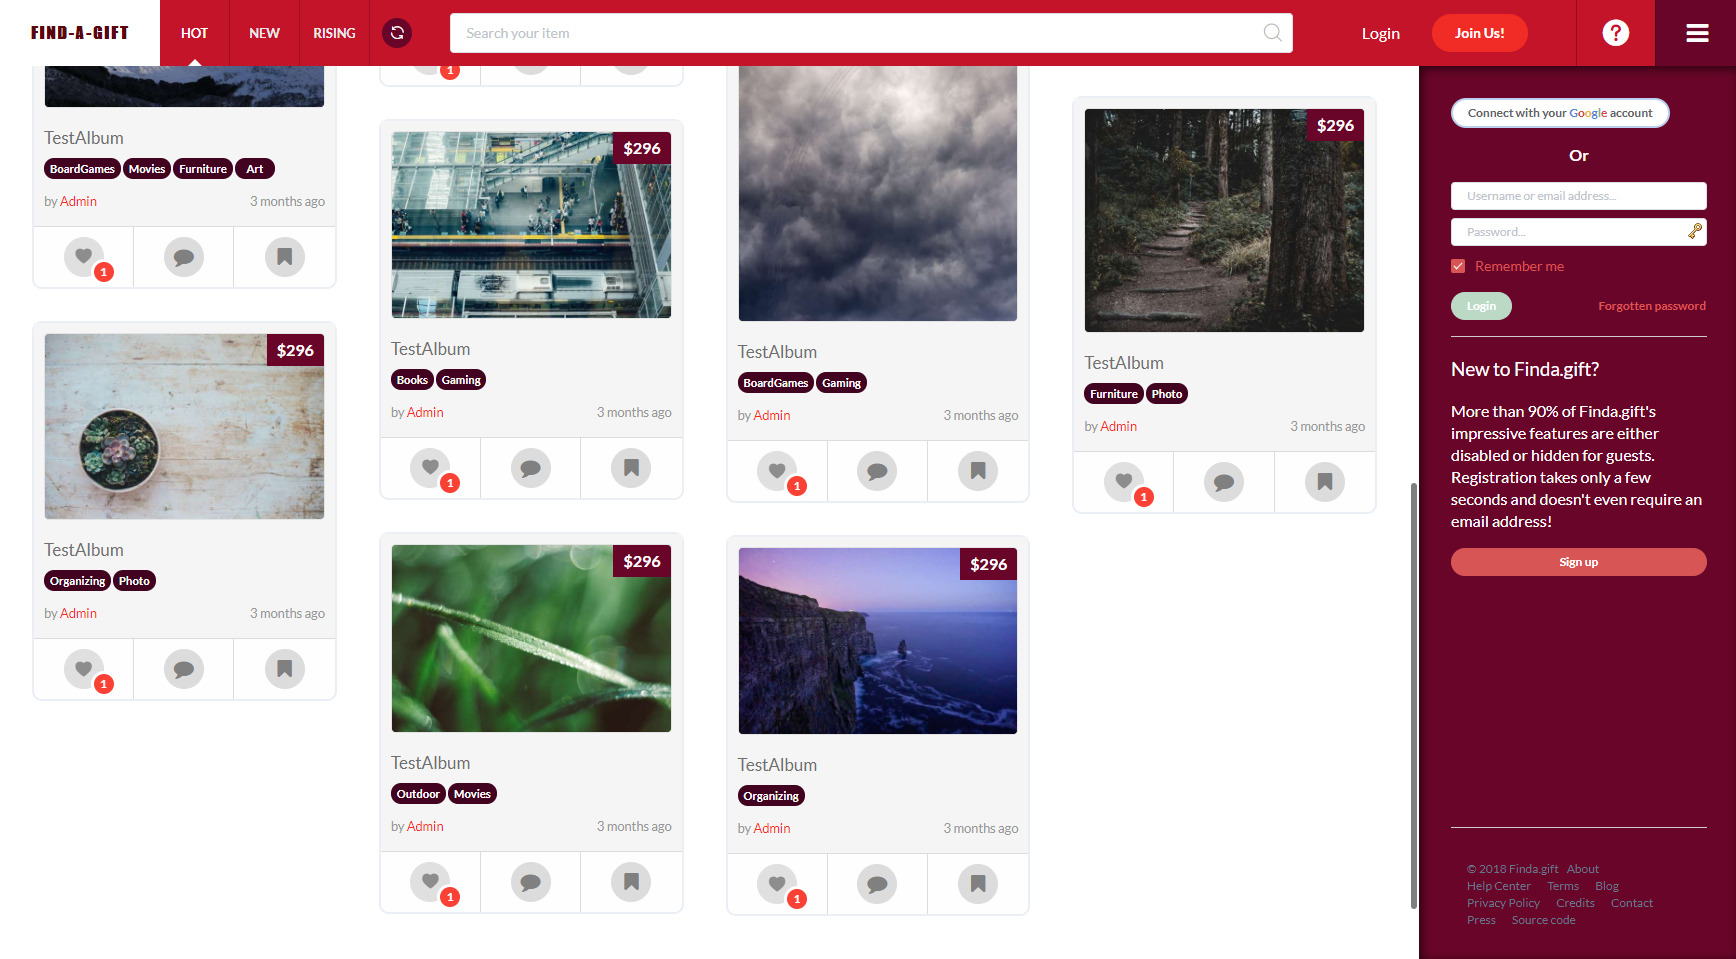 FIND-A-GIFT
HOT
NEW
RISING
Search your item
Login
Join Us!
?
TestAlbum
BoardGames Movies Furniture Art
by Admin 3 months ago
1
$296
TestAlbum
Organizing Photo
by Admin 3 months ago
1
1
$296
TestAlbum
Books Gaming
by Admin 3 months ago
1
$296
TestAlbum
Outdoor Movies
by Admin 3 months ago
1
TestAlbum
BoardGames Gaming
by Admin 3 months ago
1
$296
TestAlbum
Organizing
by Admin 3 months ago
1
$296
TestAlbum
Furniture Photo
by Admin 3 months ago
1
Connect with your Google account
Or
Username or email address...
Password...
Remember me
Login
Forgotten password
New to Finda.gift?
More than 90% of Finda.gift's
impressive features are either
disabled or hidden for guests.
Registration takes only a few
seconds and doesn't even require an
email address!
Sign up
© 2018 Finda.gift About
Help Center Terms Blog
Privacy Policy Credits Contact
Press Source code